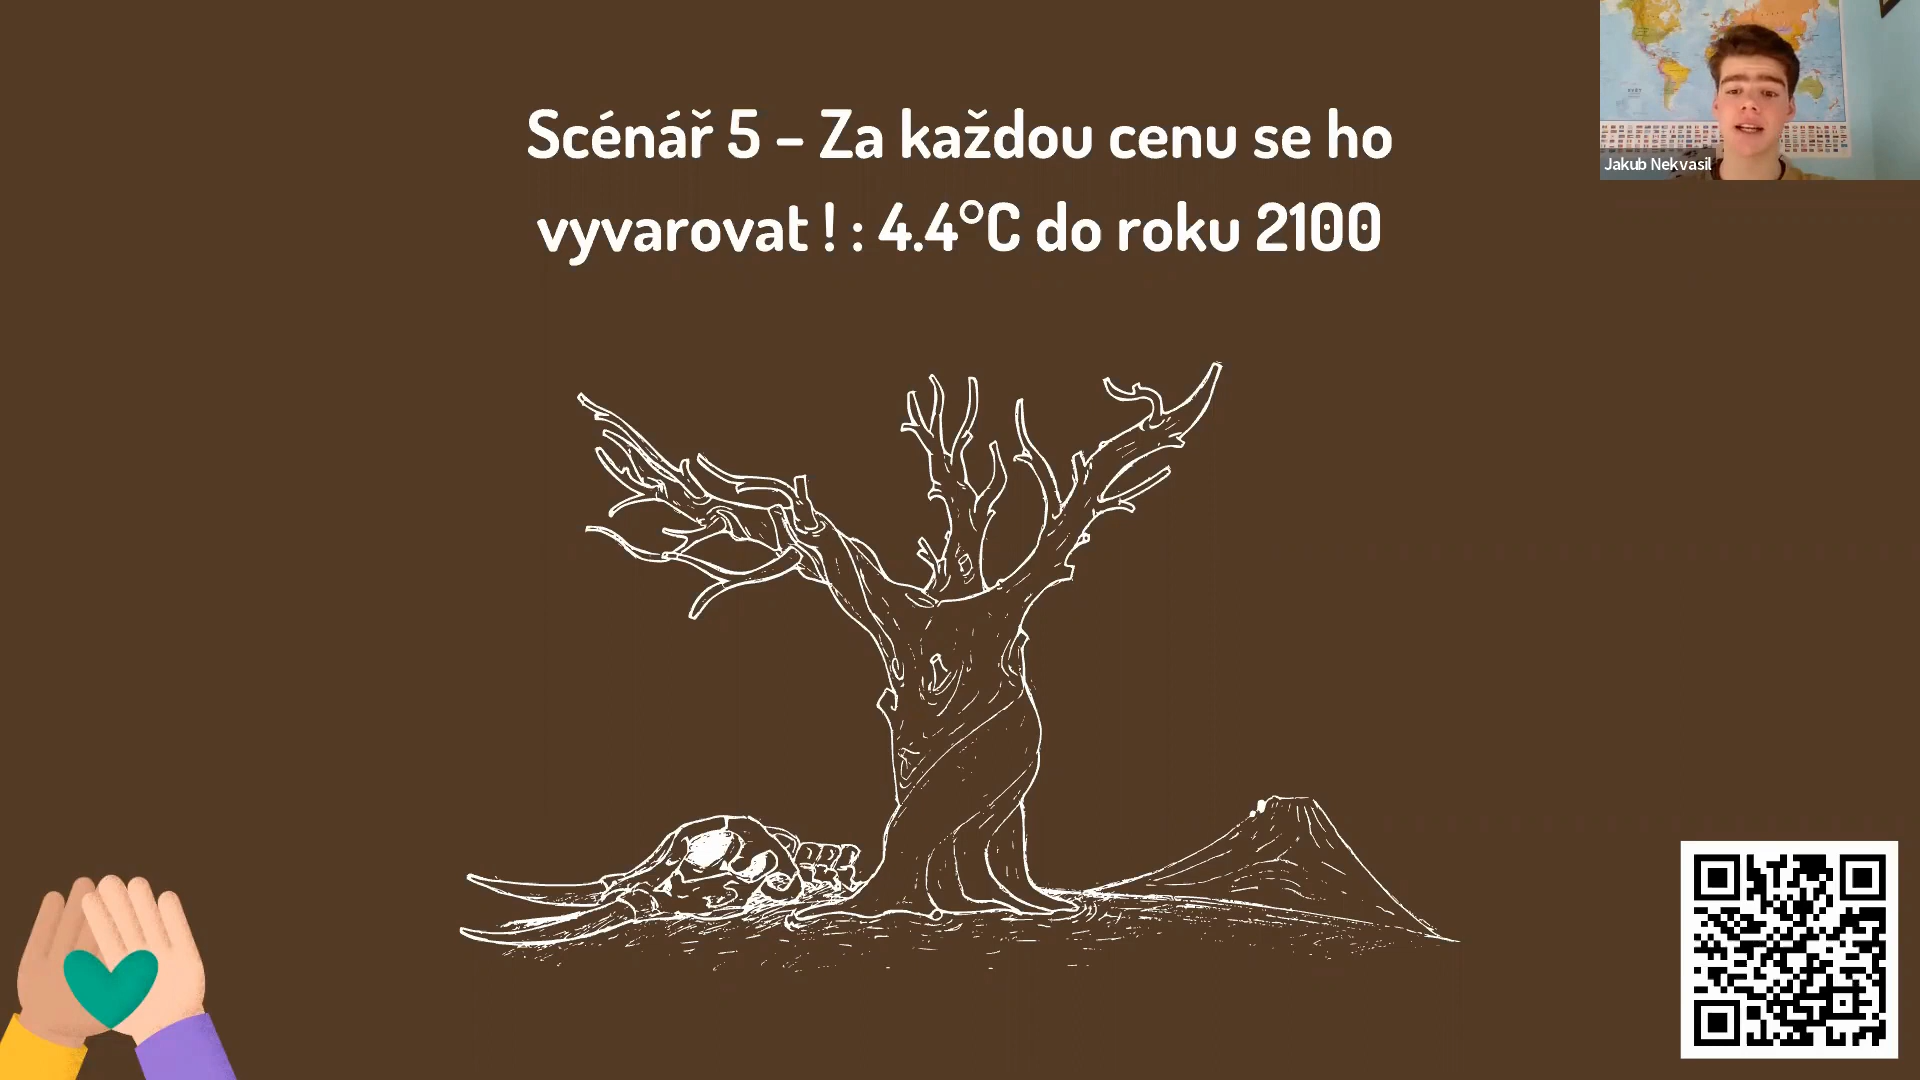 Scénář 5 – Za každou cenu se ho
vyvarovat ! : 4.4°C do roku 2100
Jakub Nekvasil